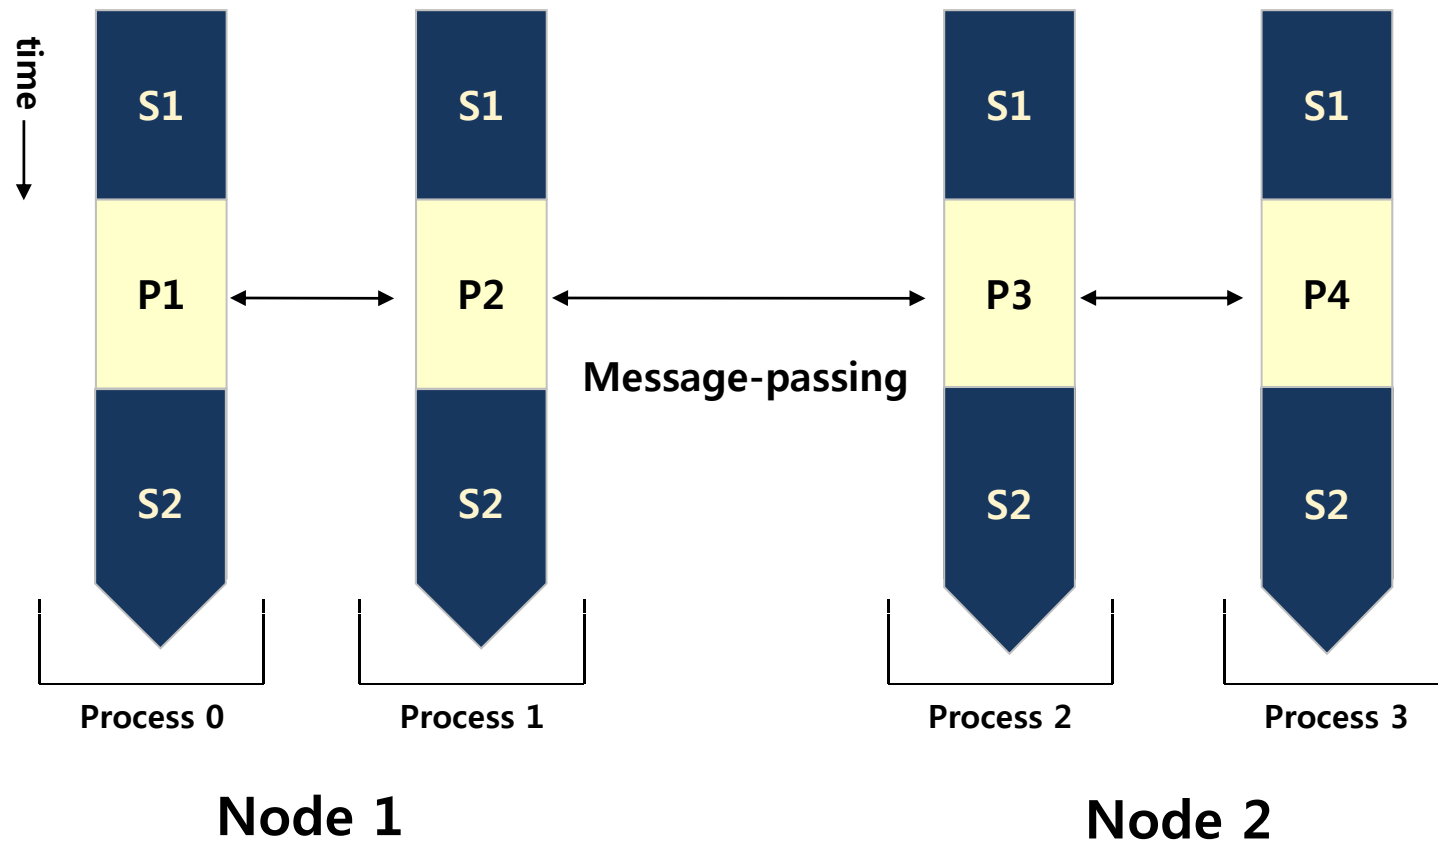 time
S1
S1
S1
S1
P1
P2
P3
P4
Message-passing
S2
S2
S2
S2
Process 0
Process 1
Process 2
Process 3
Node 1
Node 2